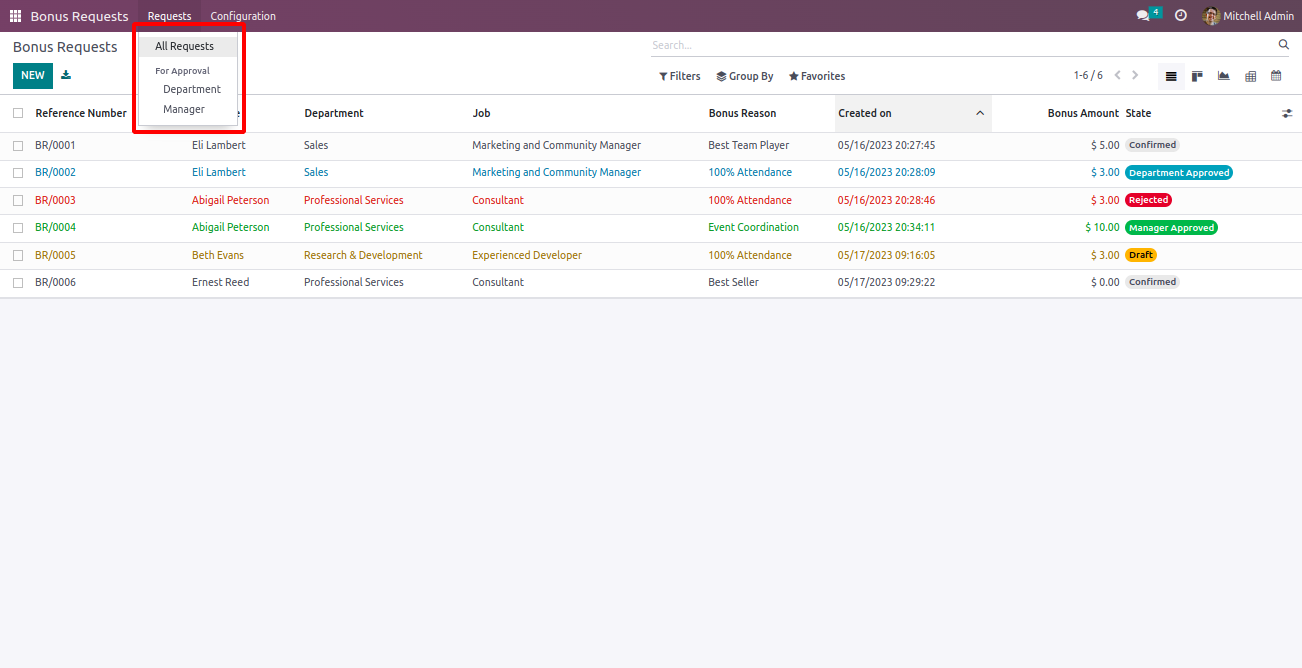 Bonus Requests Requests Configuration 4 Mitchell Admin
Bonus Requests All Requests Search...
NEW For Approval Filters Group By Favorites 1-6 / 6
Department
Manager
Reference Number Department Job Bonus Reason Created on Bonus Amount State
BR/0001 Eli Lambert Sales Marketing and Community Manager Best Team Player 05/16/2023 20:27:45 $ 5.00 Confirmed
BR/0002 Eli Lambert Sales Marketing and Community Manager 100% Attendance 05/16/2023 20:28:09 $ 3.00 Department Approved
BR/0003 Abigail Peterson Professional Services Consultant 100% Attendance 05/16/2023 20:28:46 $ 3.00 Rejected
BR/0004 Abigail Peterson Professional Services Consultant Event Coordination 05/16/2023 20:34:11 $ 10.00 Manager Approved
BR/0005 Beth Evans Research & Development Experienced Developer 100% Attendance 05/17/2023 09:16:05 $ 3.00 Draft
BR/0006 Ernest Reed Professional Services Consultant Best Seller 05/17/2023 09:29:22 $ 0.00 Confirmed